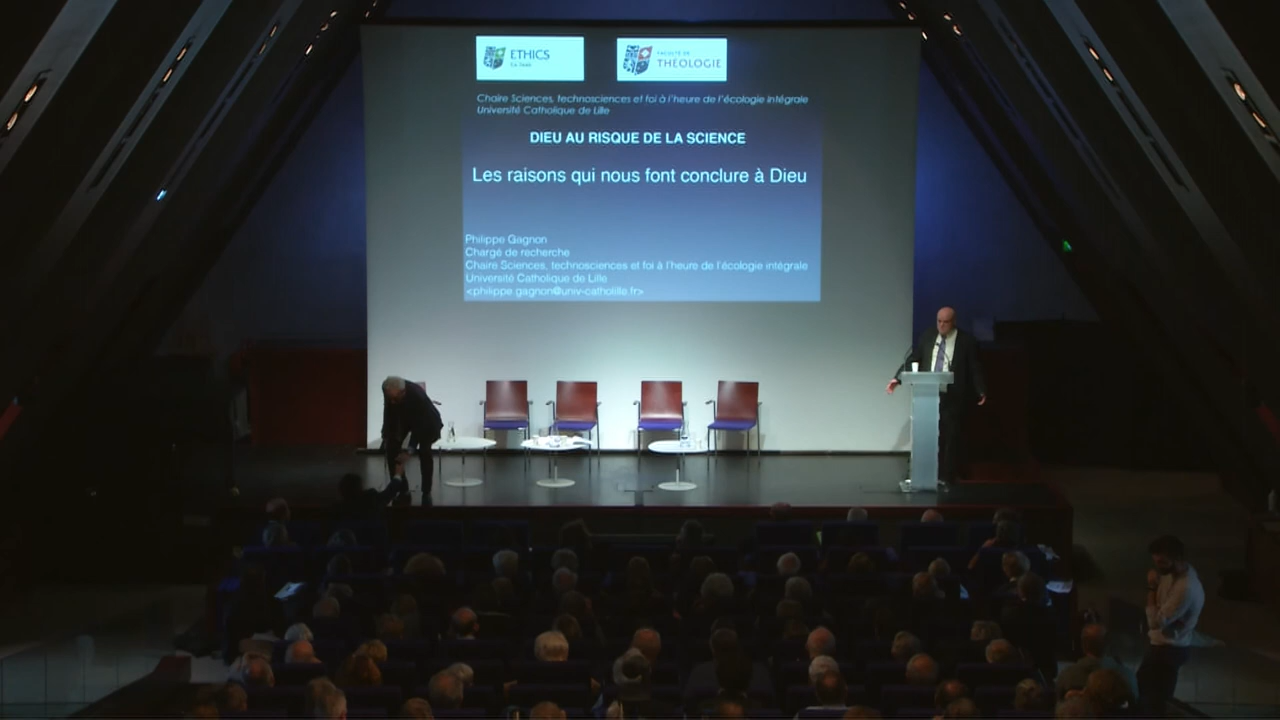 ETHICS
FACULTÉ DE
THÉOLOGIE
Chaire Sciences, technosciences et foi à l'heure de l'écologie intégrale
Université Catholique de Lille
DIEU AU RISQUE DE LA SCIENCE
Les raisons qui nous font conclure à Dieu
Philippe Gagnon
Chargé de recherche
Chaire Sciences, technosciences et foi à l'heure de l'écologie intégrale
Université Catholique de Lille
<philippe.gagnon@univ-catholille.fr>